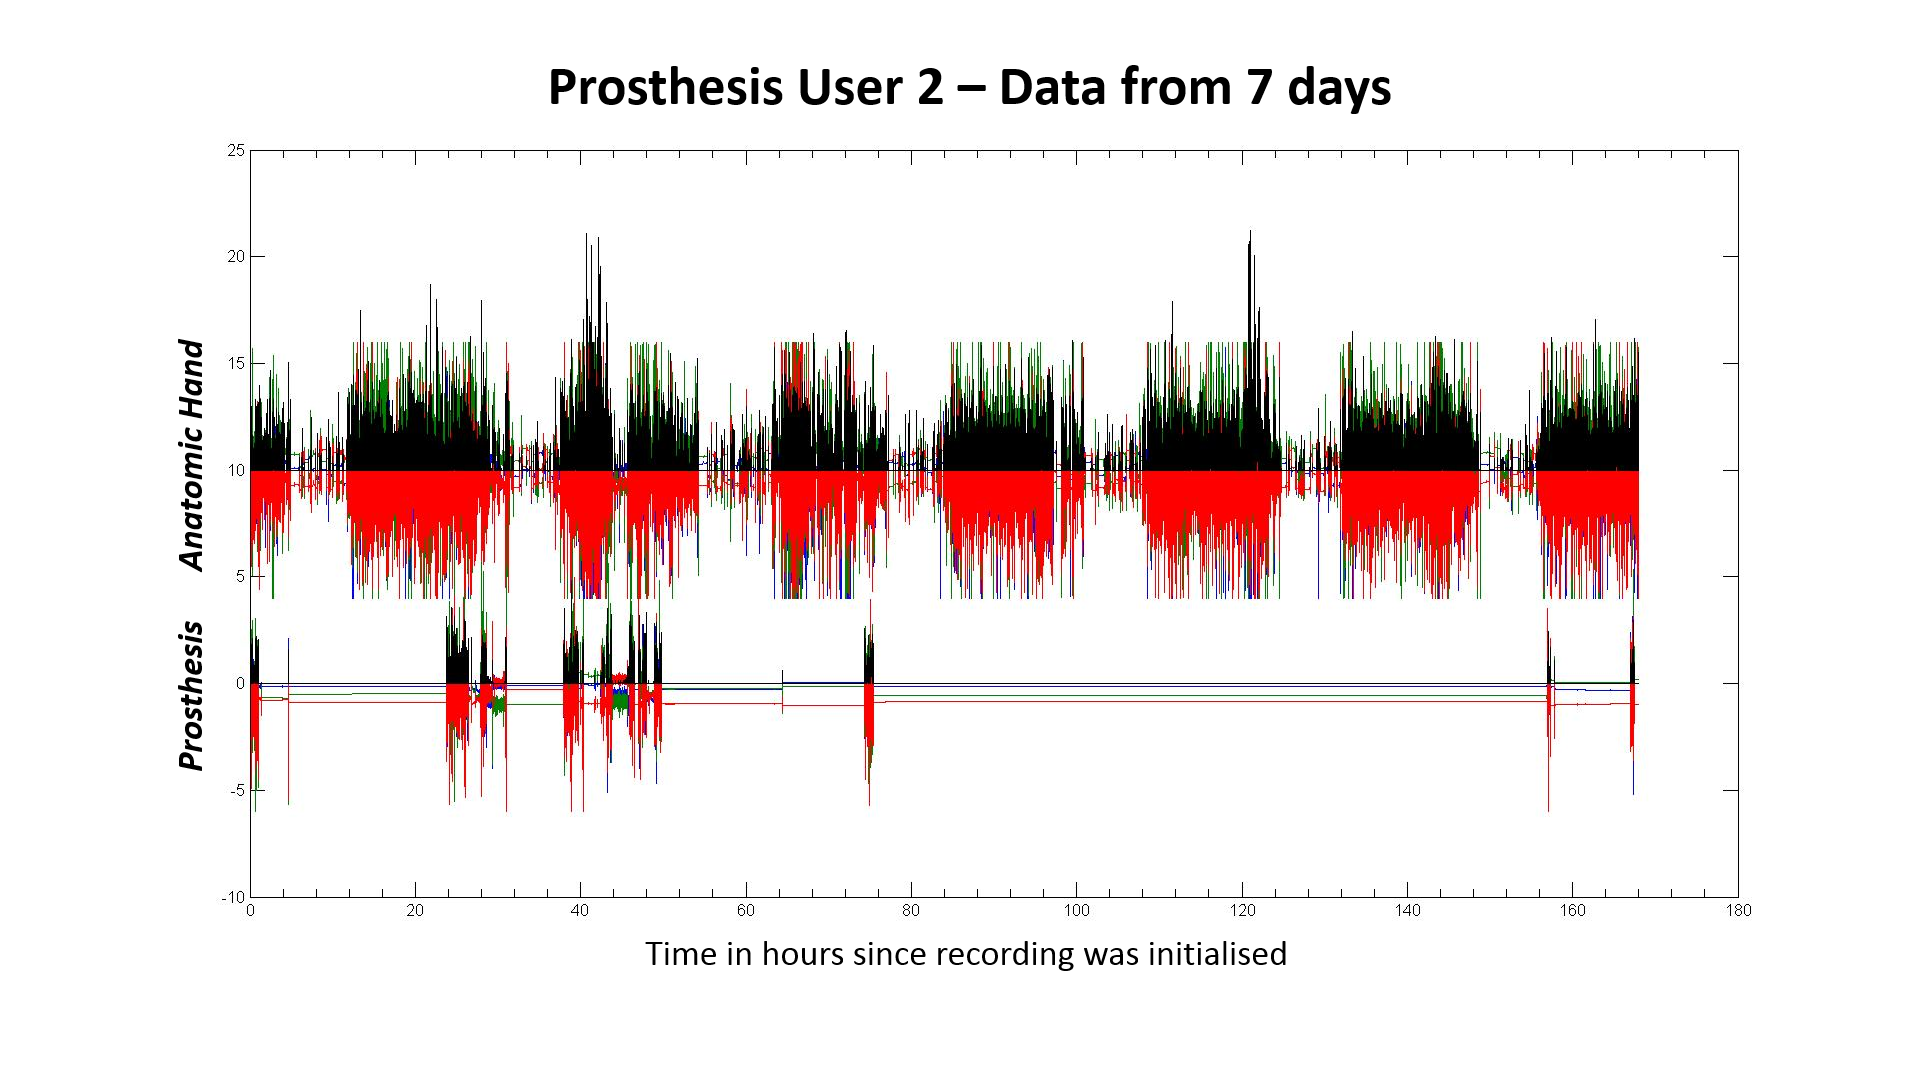 Prosthesis User 2 – Data from 7 days
25
20
15
10
5
0
-5
-10
Anatomic Hand
Prosthesis
0 20 40 60 80 100 120 140 160 180
Time in hours since recording was initialised